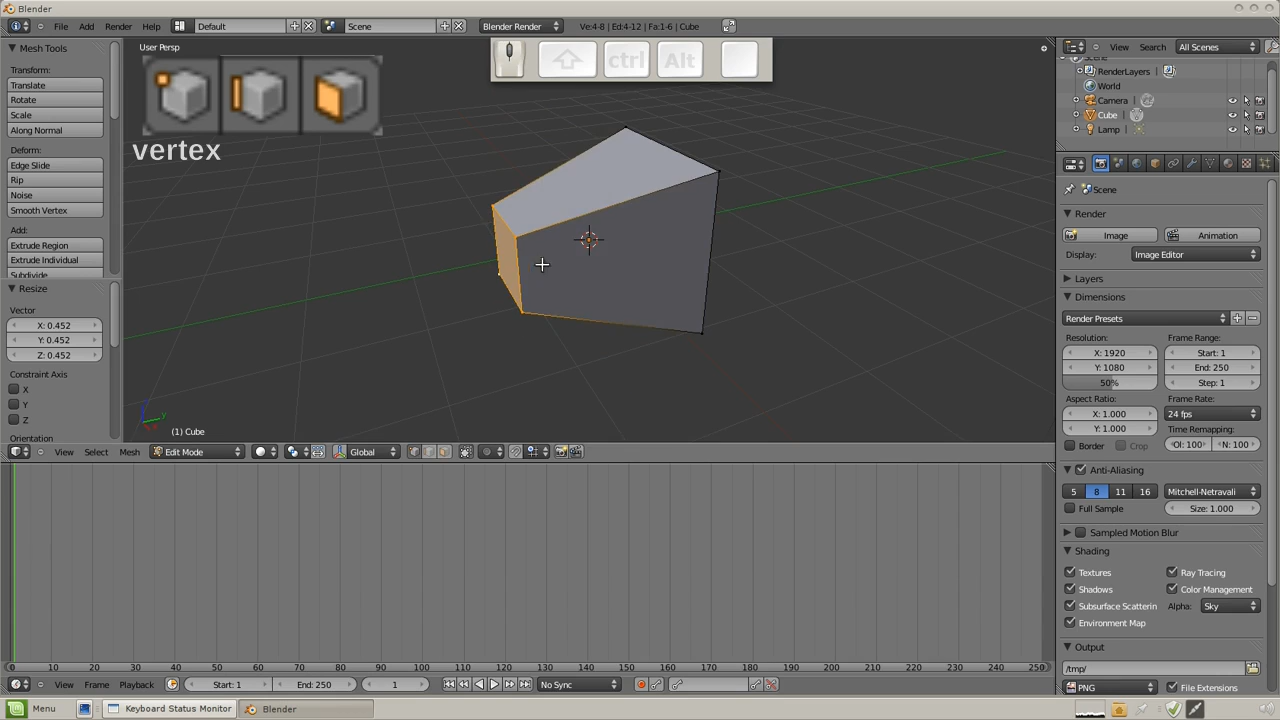 Blender
File Add Render Help Default Scene Blender Render Ve:4-8 | Ed:4-12 | Fa:1-6 | Cube
Mesh Tools
Transform:
Translate
Rotate
Scale
Along Normal
Deform:
Edge Slide
Rip
Noise
Smooth Vertex
Add:
Extrude Region
Extrude Individual
Subdivide
Resize
Vector
X: 0.452
Y: 0.452
Z: 0.452
Constraint Axis
X
Y
Z
Orientation
User Persp
vertex
ctrl Alt
(1) Cube
View Select Mesh Edit Mode Global
0 10 20 30 40 50 60 70 80 90 100 110 120 130 140 150 160 170 180 190 200 210 220 230 240 250
View Frame Playback Start: 1 End: 250 1 No Sync
View Search All Scenes
Scene
RenderLayers
World
Camera
Cube
Lamp
Scene
Render
Image Animation
Display: Image Editor
Layers
Dimensions
Render Presets
Resolution: Frame Range:
X: 1920 Start: 1
Y: 1080 End: 250
50% Step: 1
Aspect Ratio: Frame Rate:
X: 1.000 24 fps
Y: 1.000 Time Remapping:
Border Crop OI: 100 N: 100
Anti-Aliasing
5 8 11 16 Mitchell-Netravali
Full Sample Size: 1.000
Sampled Motion Blur
Shading
Textures Ray Tracing
Shadows Color Management
Subsurface Scatterin Alpha: Sky
Environment Map
Output
/tmp/
PNG File Extensions
Menu Keyboard Status Monitor Blender